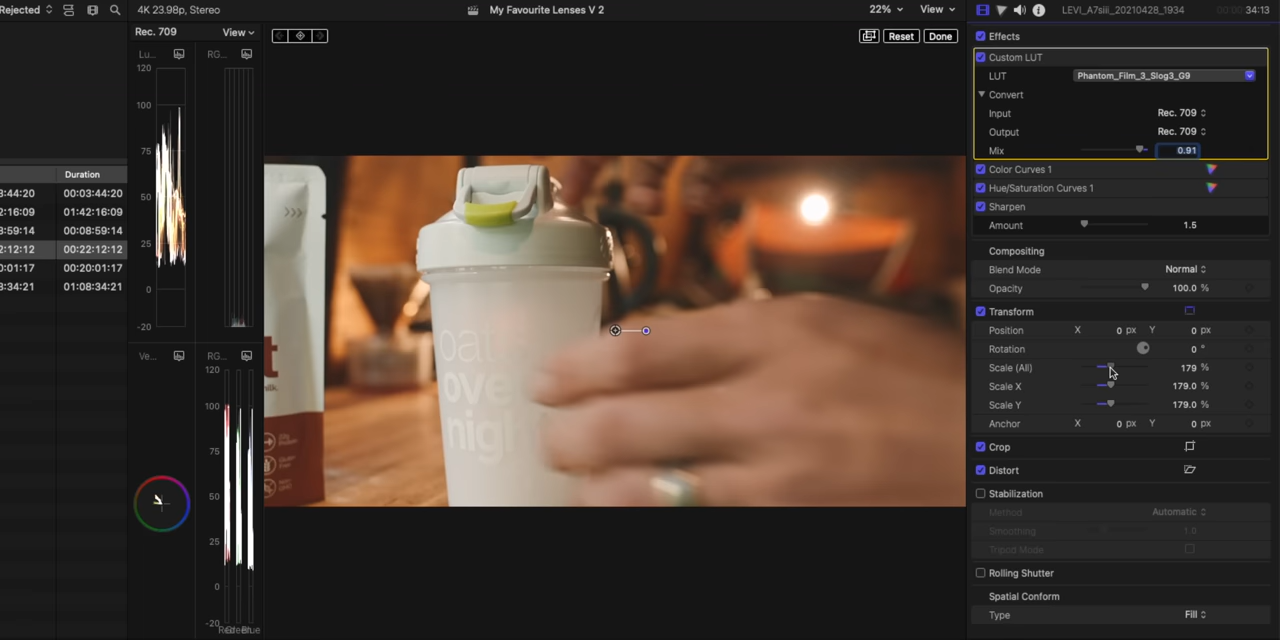 Rejected
4K 23.98p, Stereo
My Favourite Lenses V 2
22%
View
LEVI_A7siii_20210428_1934
34:13
Rec. 709
View
Reset
Done
Lu...
RG...
120
100
75
50
25
0
-20
Ve...
RG...
120
100
75
50
25
0
-20
Duration
3:44:20
00:03:44:20
2:16:09
01:42:16:09
8:59:14
00:08:59:14
2:12:12
00:22:12:12
0:01:17
00:20:01:17
8:34:21
01:08:34:21
oat
ove
nigh
Effects
Custom LUT
LUT
Phantom_Film_3_Slog3_G9
Convert
Input
Rec. 709
Output
Rec. 709
Mix
0.91
Color Curves 1
Hue/Saturation Curves 1
Sharpen
Amount
1.5
Compositing
Blend Mode
Normal
Opacity
100.0 %
Transform
Position
X
0 px
Y
0 px
Rotation
0 °
Scale (All)
179 %
Scale X
179.0 %
Scale Y
179.0 %
Anchor
X
0 px
Y
0 px
Crop
Distort
Stabilization
Method
Automatic
Smoothing
1.0
Tripod Mode
Rolling Shutter
Spatial Conform
Type
Fill